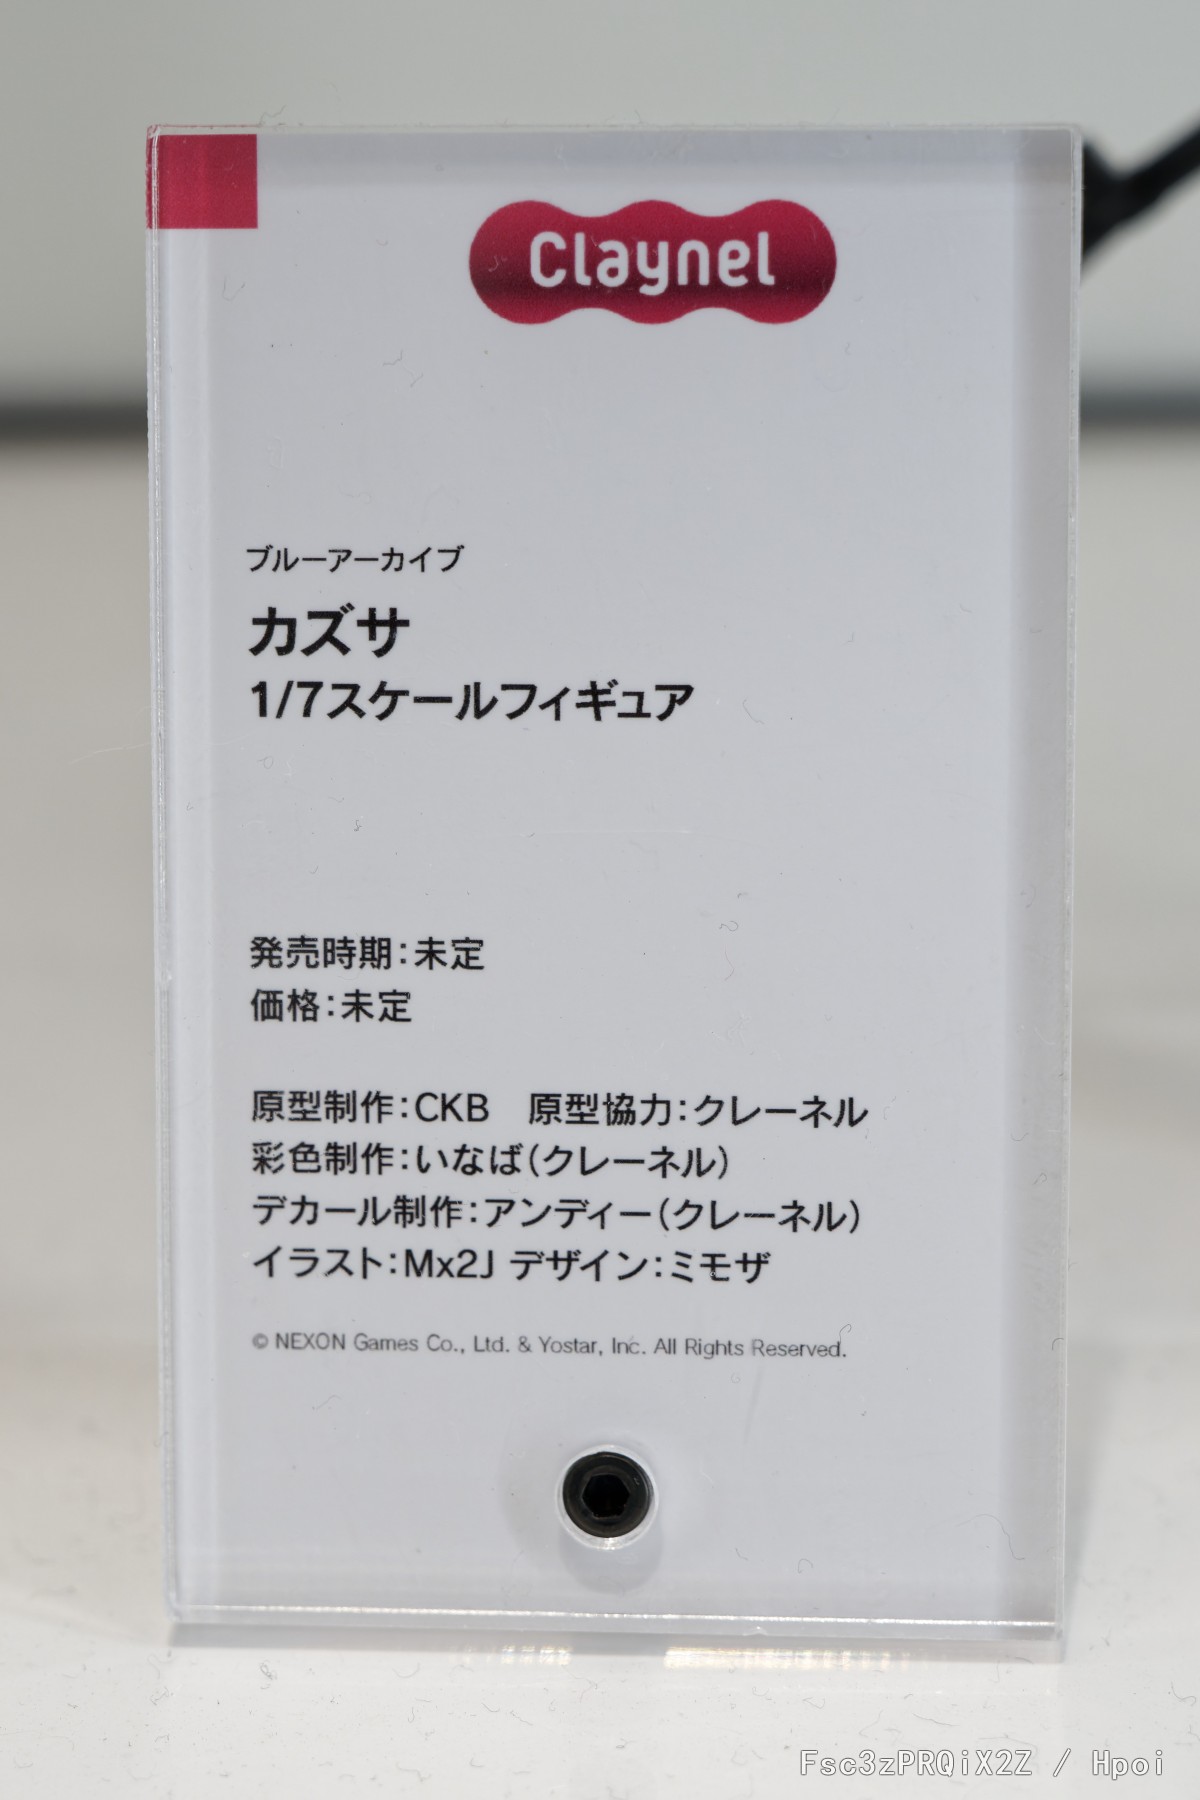 Claynel
ブルーアーカイブ
カズサ
1/7スケールフィギュア
発売時期：未定
価格：未定
原型制作：CKB　原型協力：クレーネル
彩色制作：いなば（クレーネル）
デカール制作：アンディー（クレーネル）
イラスト：Mx2J デザイン：ミモザ
© NEXON Games Co., Ltd. & Yostar, Inc. All Rights Reserved.
Fsc3zPRQiX2Z / Hpoi